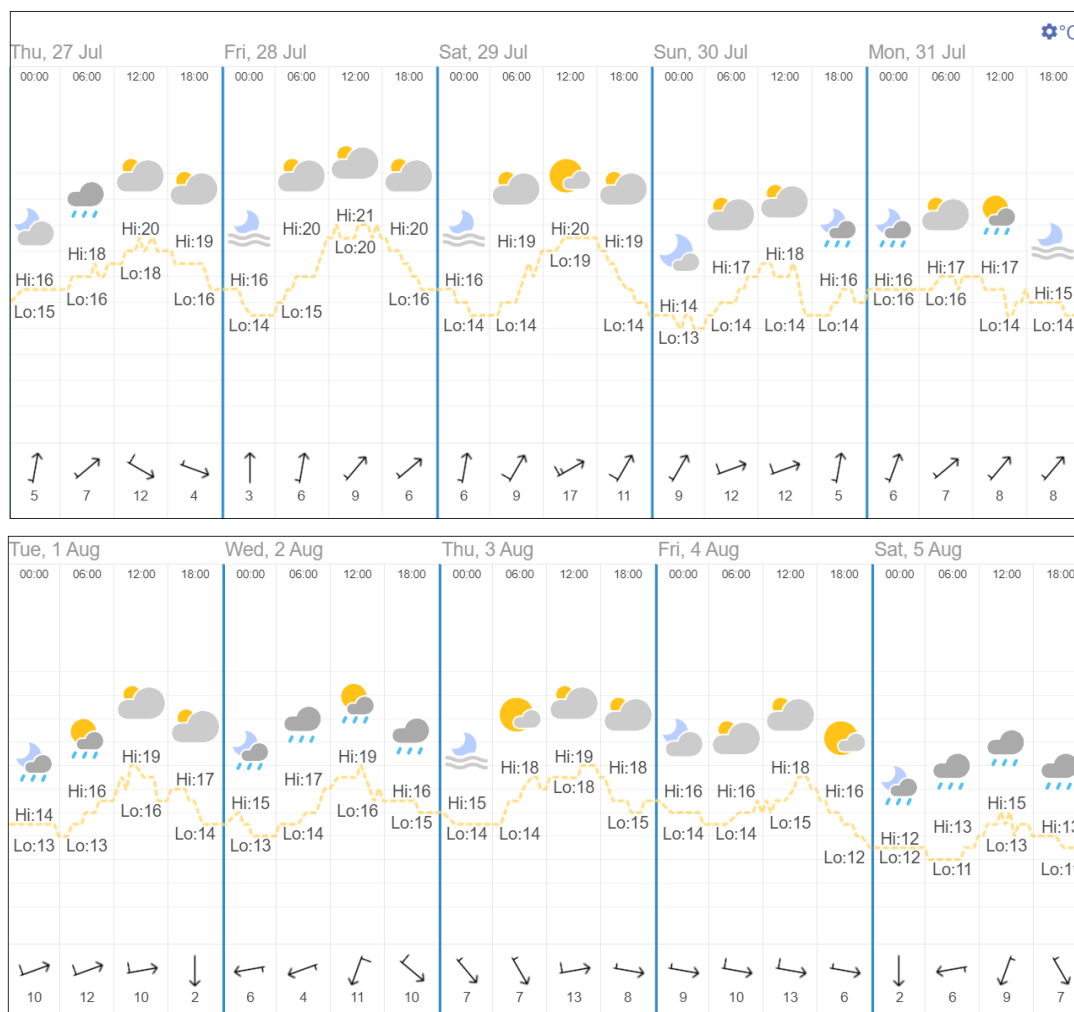 °C
Thu, 27 Jul Fri, 28 Jul Sat, 29 Jul Sun, 30 Jul Mon, 31 Jul
00:00 06:00 12:00 18:00 00:00 06:00 12:00 18:00 00:00 06:00 12:00 18:00 00:00 06:00 12:00 18:00 00:00 06:00 12:00 18:00
Hi:16 Hi:18 Hi:20 Hi:19 Hi:16 Hi:20 Hi:21 Hi:20 Hi:16 Hi:19 Hi:20 Hi:19 Hi:14 Hi:17 Hi:18 Hi:16 Hi:16 Hi:17 Hi:17 Hi:15
Lo:15 Lo:16 Lo:18 Lo:16 Lo:14 Lo:15 Lo:20 Lo:16 Lo:14 Lo:14 Lo:19 Lo:14 Lo:13 Lo:14 Lo:14 Lo:14 Lo:16 Lo:16 Lo:14 Lo:14
5 7 12 4 3 6 9 6 6 9 17 11 9 12 12 5 6 7 8 8
Tue, 1 Aug Wed, 2 Aug Thu, 3 Aug Fri, 4 Aug Sat, 5 Aug
00:00 06:00 12:00 18:00 00:00 06:00 12:00 18:00 00:00 06:00 12:00 18:00 00:00 06:00 12:00 18:00 00:00 06:00 12:00 18:00
Hi:14 Hi:16 Hi:19 Hi:17 Hi:15 Hi:17 Hi:19 Hi:16 Hi:15 Hi:18 Hi:19 Hi:18 Hi:16 Hi:16 Hi:18 Hi:16 Hi:12 Hi:13 Hi:15 Hi:13
Lo:13 Lo:13 Lo:16 Lo:14 Lo:13 Lo:14 Lo:16 Lo:15 Lo:14 Lo:14 Lo:18 Lo:15 Lo:14 Lo:14 Lo:15 Lo:12 Lo:12 Lo:11 Lo:13
10 12 10 2 6 4 11 10 7 7 13 8 9 10 13 6 2 6 9 7